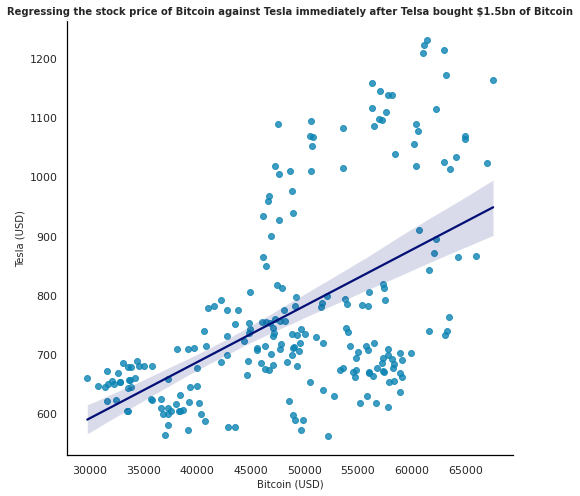 Regressing the stock price of Bitcoin against Tesla immediately after Telsa bought $1.5bn of Bitcoin
1200
1100
1000
900
800
700
600
Tesla (USD)
30000 35000 40000 45000 50000 55000 60000 65000
Bitcoin (USD)